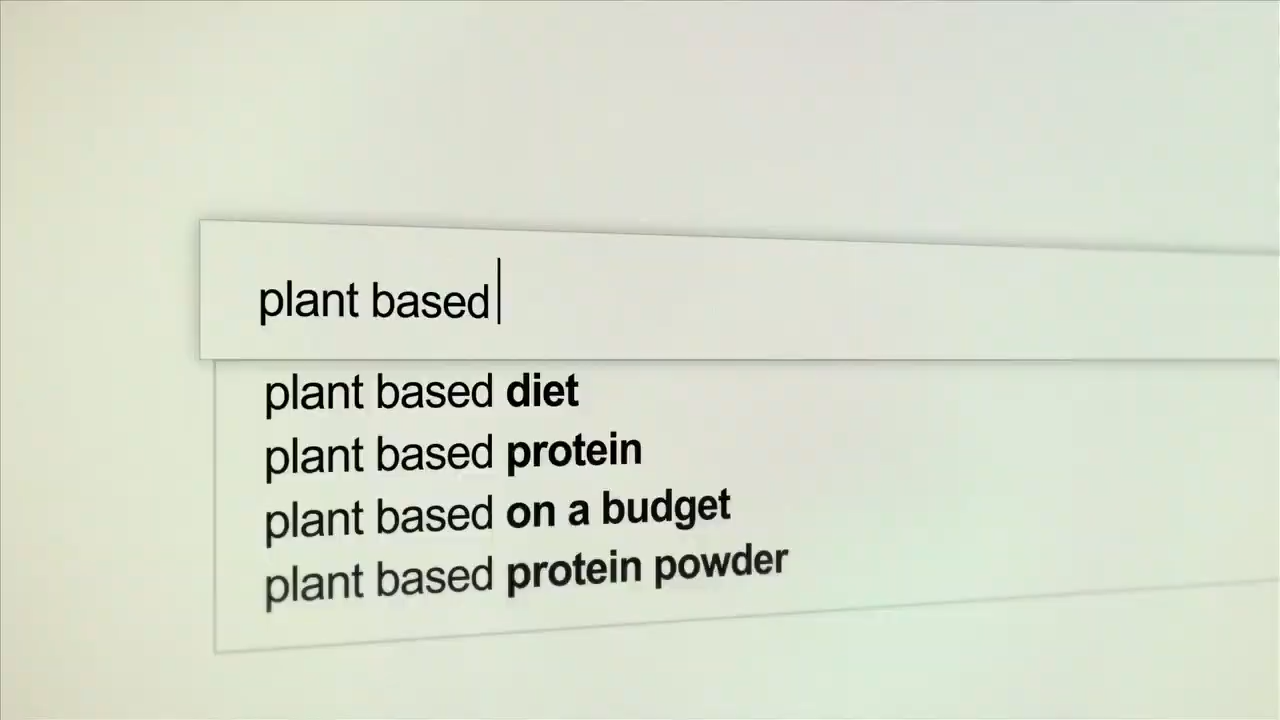 plant based
plant based diet
plant based protein
plant based on a budget
plant based protein powder